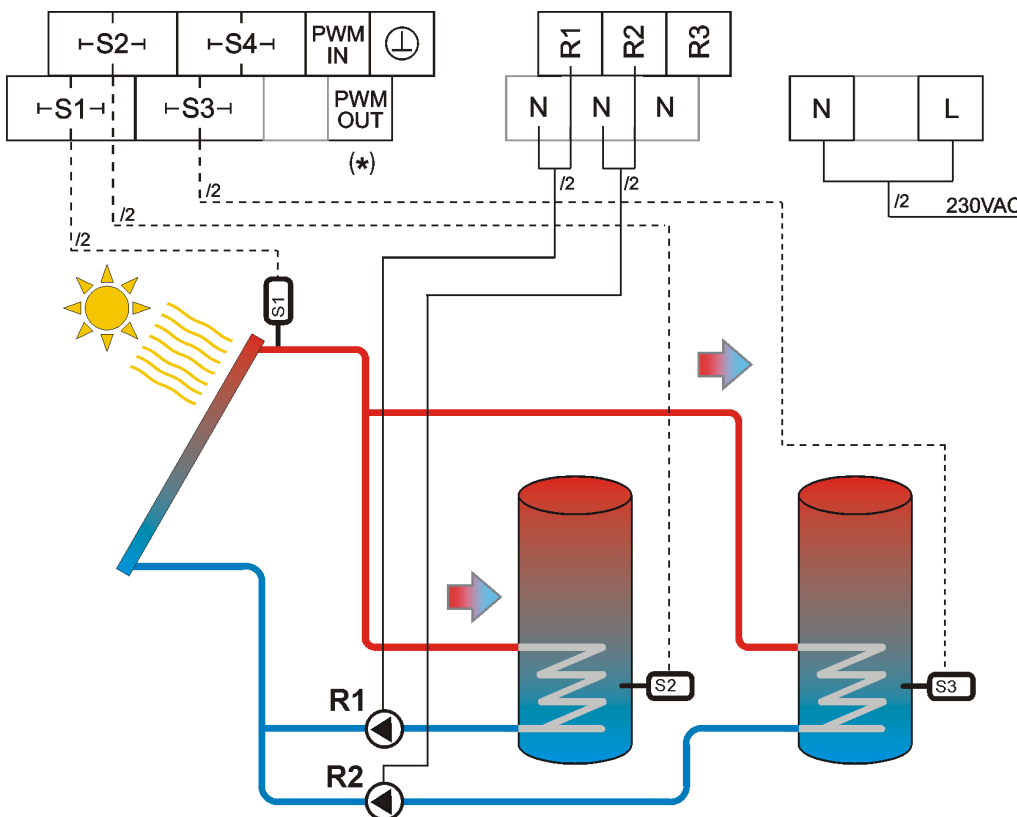 S2 S4 PWM IN
R1 R2 R3
S1 S3 PWM OUT
N N N
N L
(*)
/2
/2
/2
/2
/2
/2 230VAC
S1
S2
S3
R1
R2